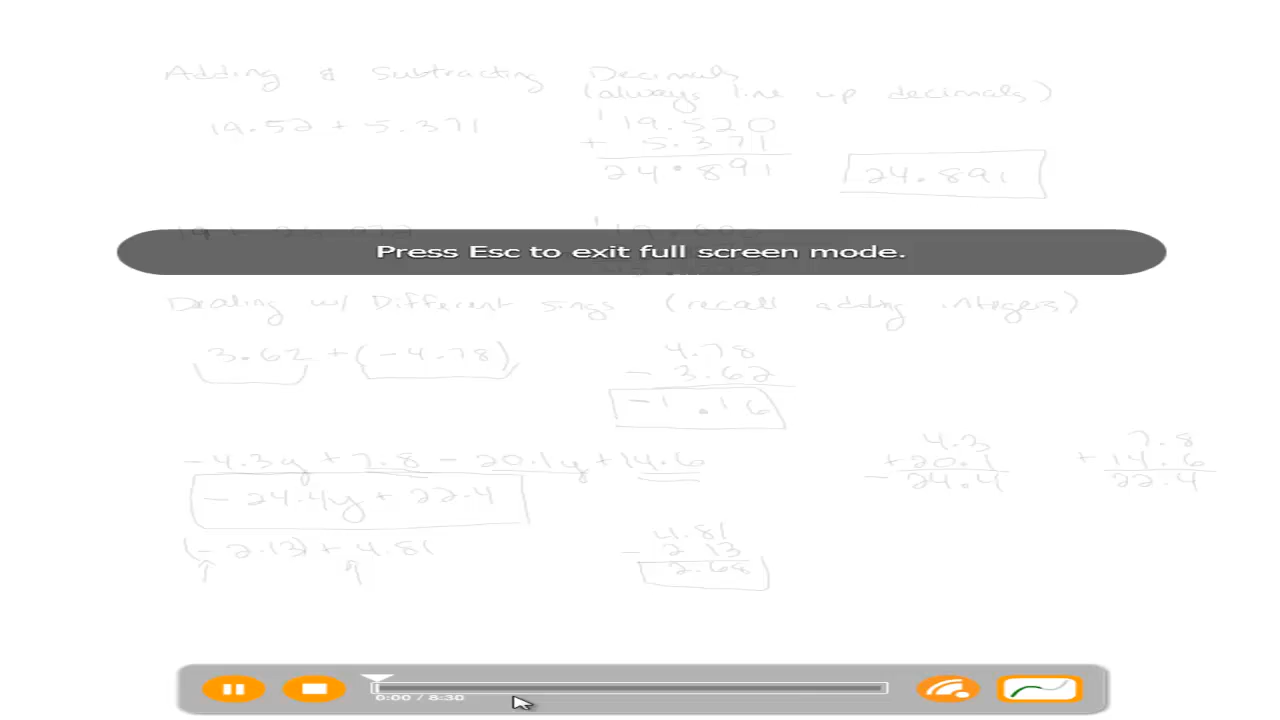 Adding & Subtracting Decimals
(always line up decimals)
19.52 + 5.371
1
19.520
+ 5.371
24.891
24.891
1
Press Esc to exit full screen mode.
Dealing w/ Different sings (recall adding integers)
3.62 + (-4.78)
4.78
- 3.62
-1.16
-4.3y + 7.8 - 20.1y + 14.6
-24.4y + 22.4
4.3
+ 20.1
- 24.4
7.8
+ 14.6
22.4
(-2.13) + 4.81
4.81
- 2 13
2.68
0:00 / 8:30